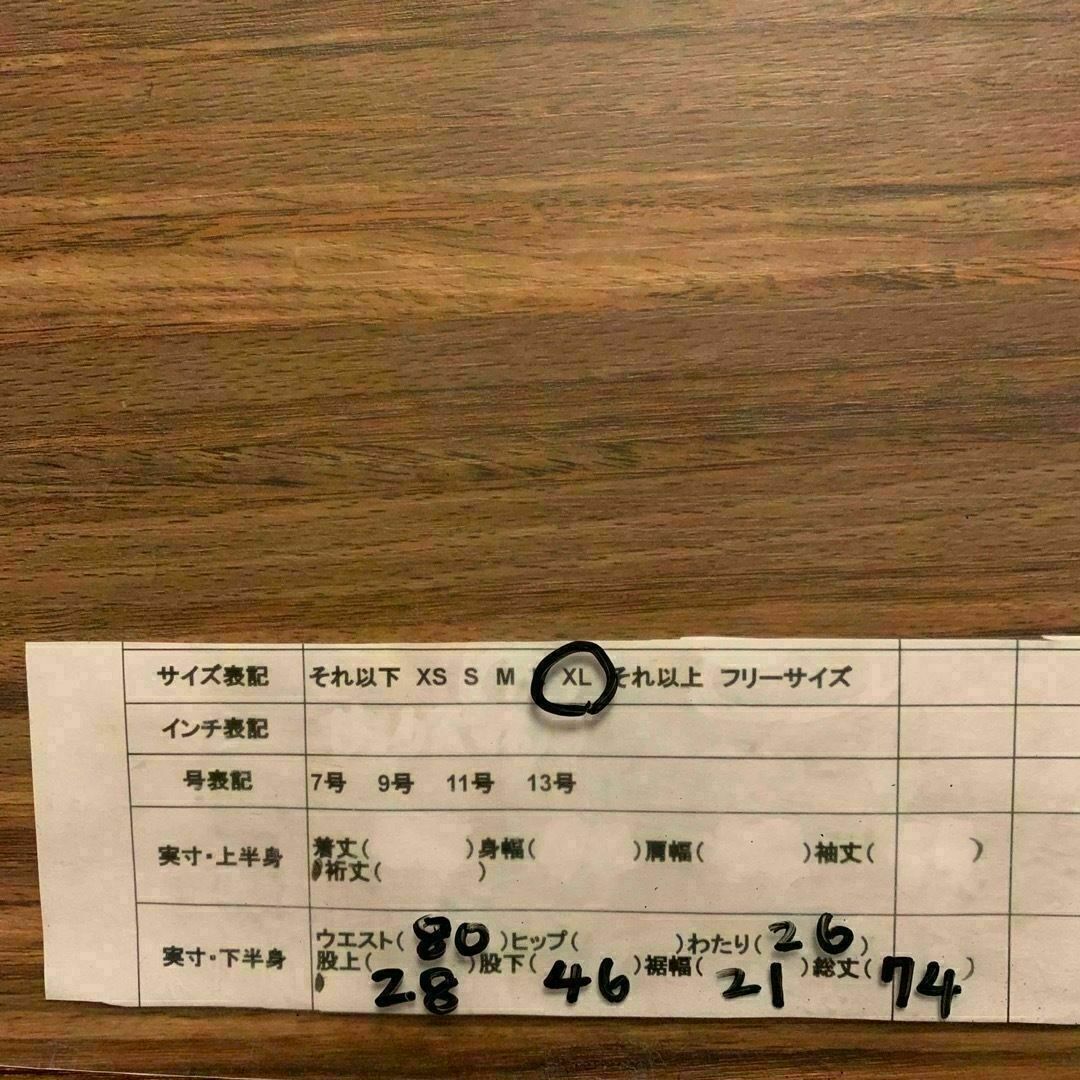 サイズ表記 それ以下 XS S M XL それ以上 フリーサイズ
インチ表記
号表記 7号 9号 11号 13号
実寸・上半身 着丈( )身幅( )肩幅( )袖丈( )
裄丈( )
実寸・下半身 ウエスト( 80 )ヒップ( )わたり( 26 )
股上( 28 )股下( 46 )裾幅( 21 )総丈( 74 )